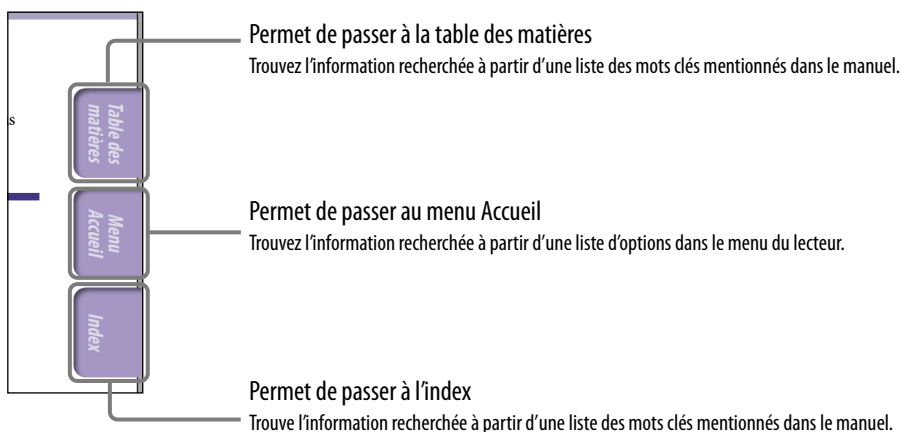 Permet de passer à la table des matières
Trouvez l’information recherchée à partir d’une liste des mots clés mentionnés dans le manuel.
s
Table des
matières
Permet de passer au menu Accueil
Trouvez l’information recherchée à partir d’une liste d’options dans le menu du lecteur.
Menu
Accueil
Index
Permet de passer à l’index
Trouve l’information recherchée à partir d’une liste des mots clés mentionnés dans le manuel.